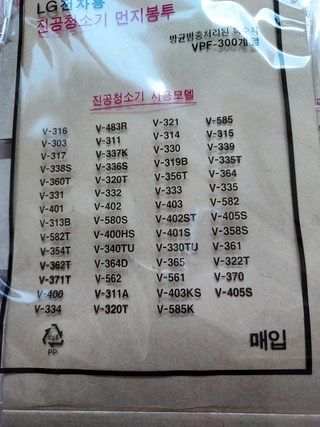 LG전자용
진공청소기 먼지봉투
방균방충처리된
VPF-300계열
진공청소기 사용모델
V-316 V-483R V-321 V-585
V-303 V-311 V-314 V-315
V-317 V-337K V-330 V-339
V-338S V-336S V-319B V-335T
V-360T V-320T V-356T V-364
V-331 V-332 V-333 V-335
V-401 V-402 V-403 V-582
V-313B V-580S V-402ST V-405S
V-582T V-400HS V-401S V-358S
V-354T V-340TU V-330TU V-361
V-362T V-364D V-365 V-322T
V-371T V-562 V-561 V-370
V-400 V-311A V-403KS V-405S
V-334 V-320T V-585K
PP
매입